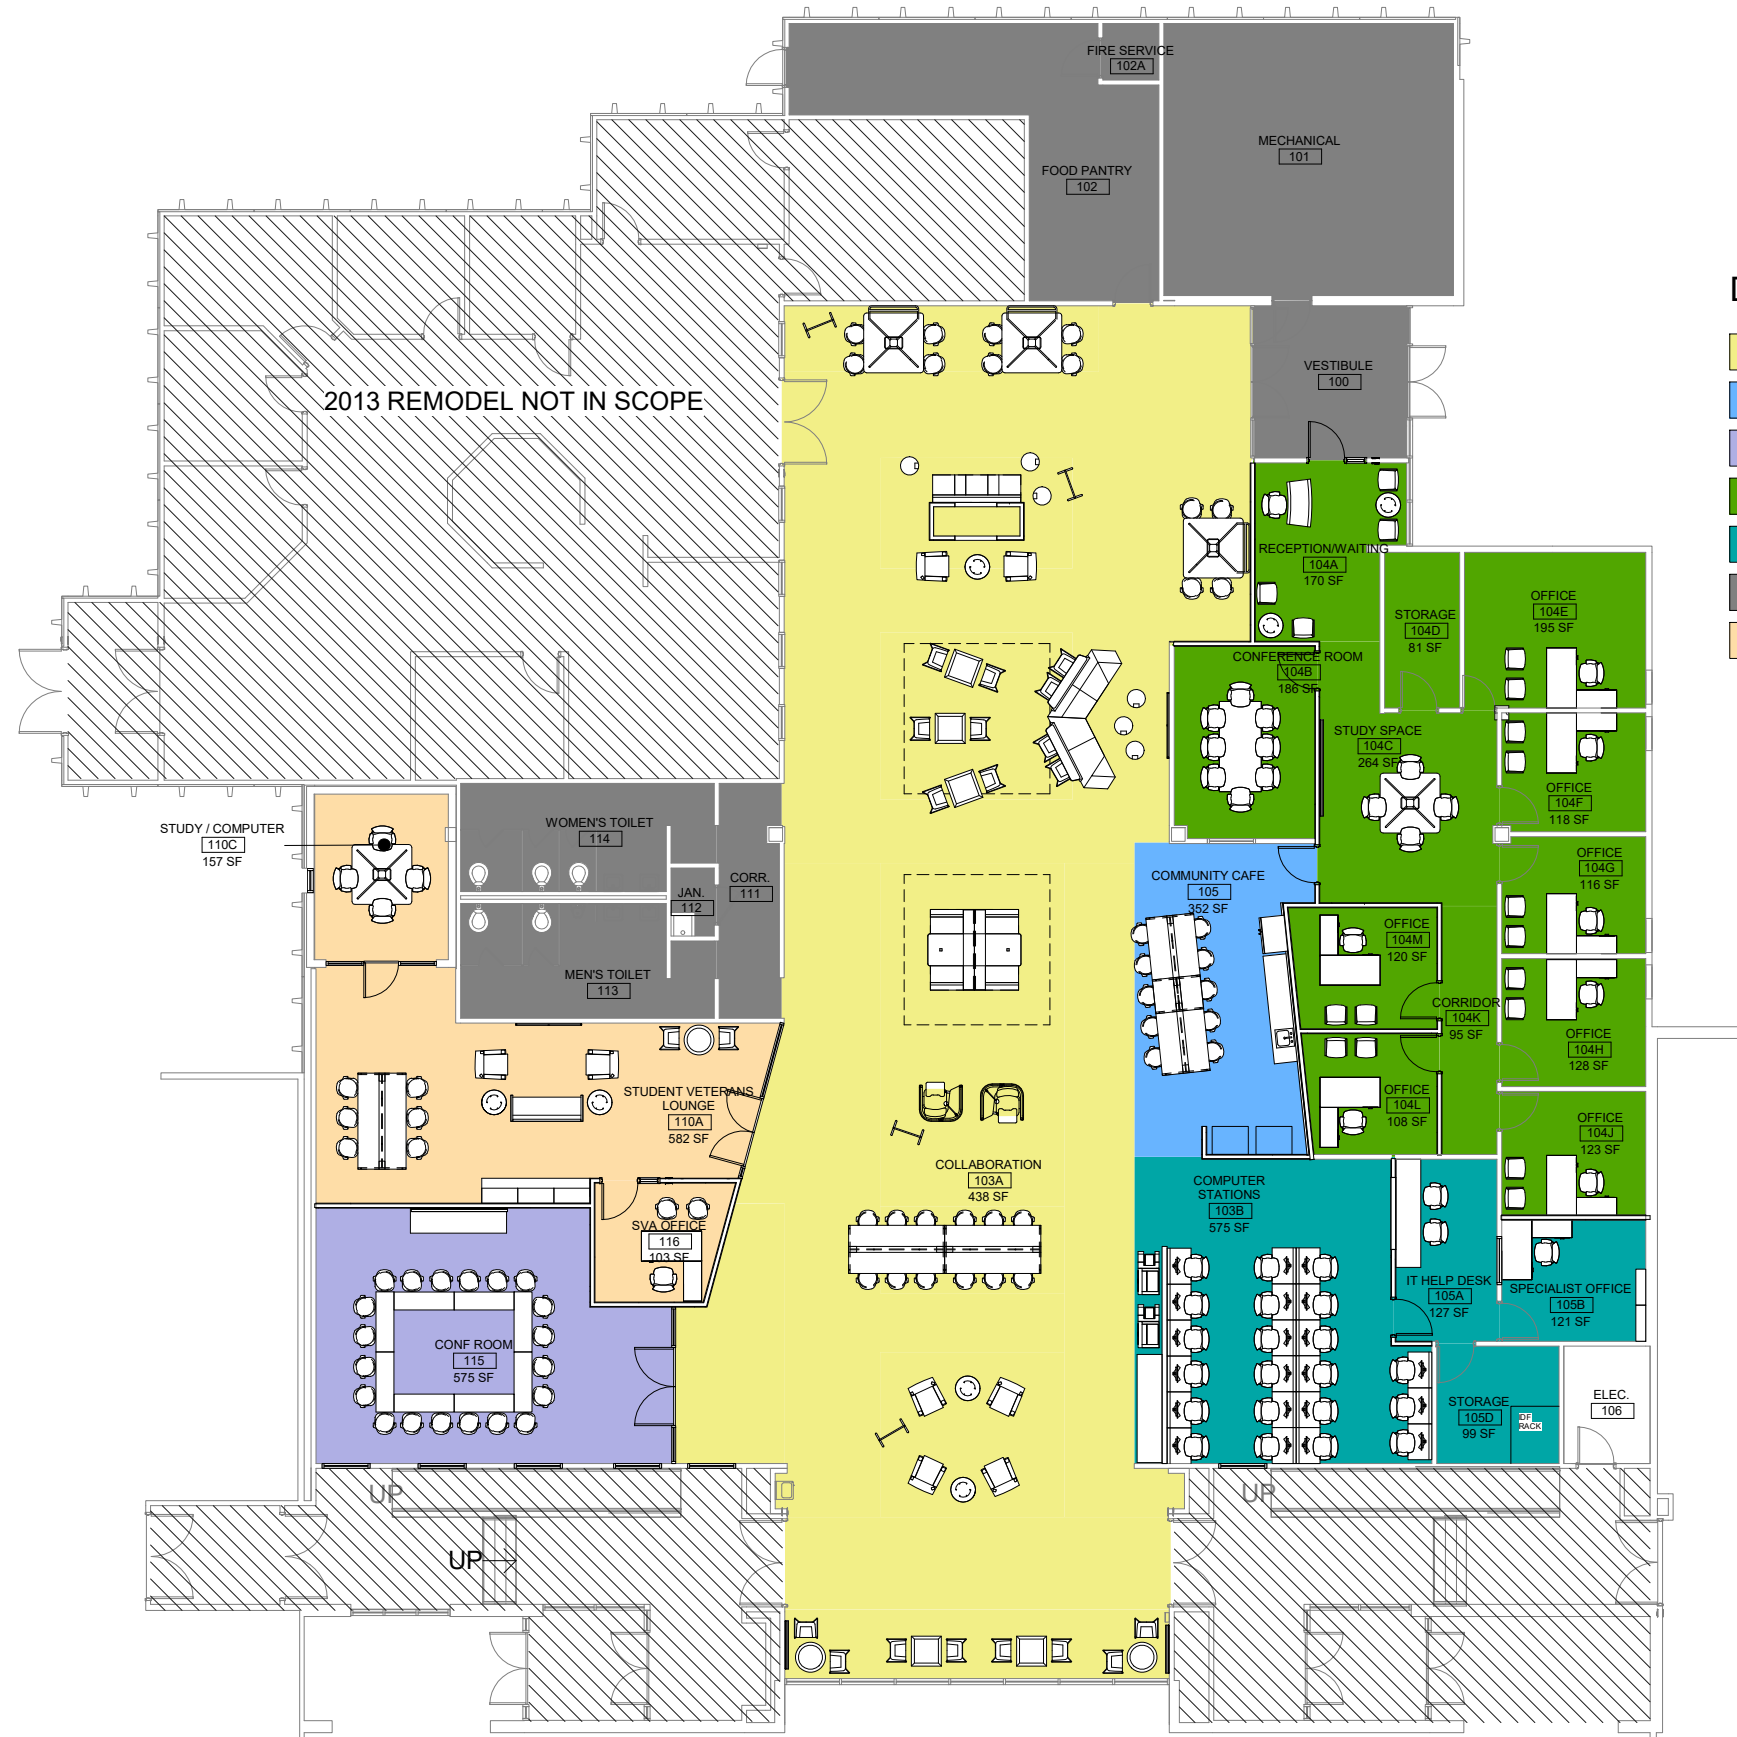 FIRE SERVICE
102A
MECHANICAL
101
FOOD PANTRY
102
D
VESTIBULE
100
2013 REMODEL NOT IN SCOPE
RECEPTION/WAITING
104A
170 SF
STORAGE
104D
81 SF
OFFICE
104E
195 SF
CONFERENCE ROOM
104B
186 SF
STUDY SPACE
104C
264 SF
OFFICE
104F
118 SF
STUDY / COMPUTER
110C
157 SF
WOMEN'S TOILET
114
JAN.
112
CORR.
111
MEN'S TOILET
113
COMMUNITY CAFE
105
352 SF
OFFICE
104G
116 SF
OFFICE
104M
120 SF
CORRIDOR
104K
95 SF
OFFICE
104H
128 SF
OFFICE
104L
108 SF
OFFICE
104J
123 SF
STUDENT VETERANS
LOUNGE
110A
582 SF
COLLABORATION
103A
438 SF
COMPUTER
STATIONS
103B
575 SF
SVA OFFICE
116
103 SF
IT HELP DESK
105A
127 SF
SPECIALIST OFFICE
105B
121 SF
CONF ROOM
115
575 SF
STORAGE
105D
99 SF
IDF
RACK
ELEC.
106
UP
UP
UP